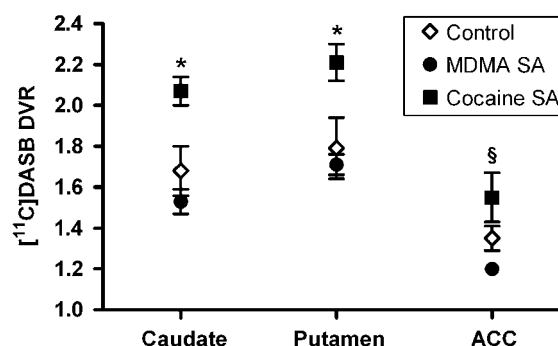 2.4
2.2
2.0
1.8
1.6
1.4
1.2
1.0
[¹¹C]DASB DVR
* * §
Control
MDMA SA
Cocaine SA
Caudate Putamen ACC